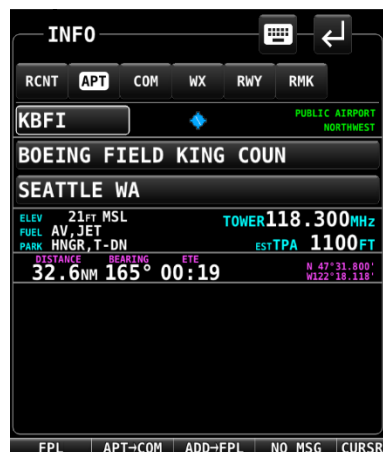 INFO
RCNT APT COM WX RWY RMK
KBFI PUBLIC AIRPORT
NORTHWEST
BOEING FIELD KING COUN
SEATTLE WA
ELEV 21FT MSL TOWER118.300MHz
FUEL AV,JET
PARK HNGR,T-DN ESTTPA 1100FT
DISTANCE BEARING ETE
32.6NM 165° 00:19 N 47°31.800'
W122°18.118'
FPL APT→COM ADD→FPL NO MSG CURSR